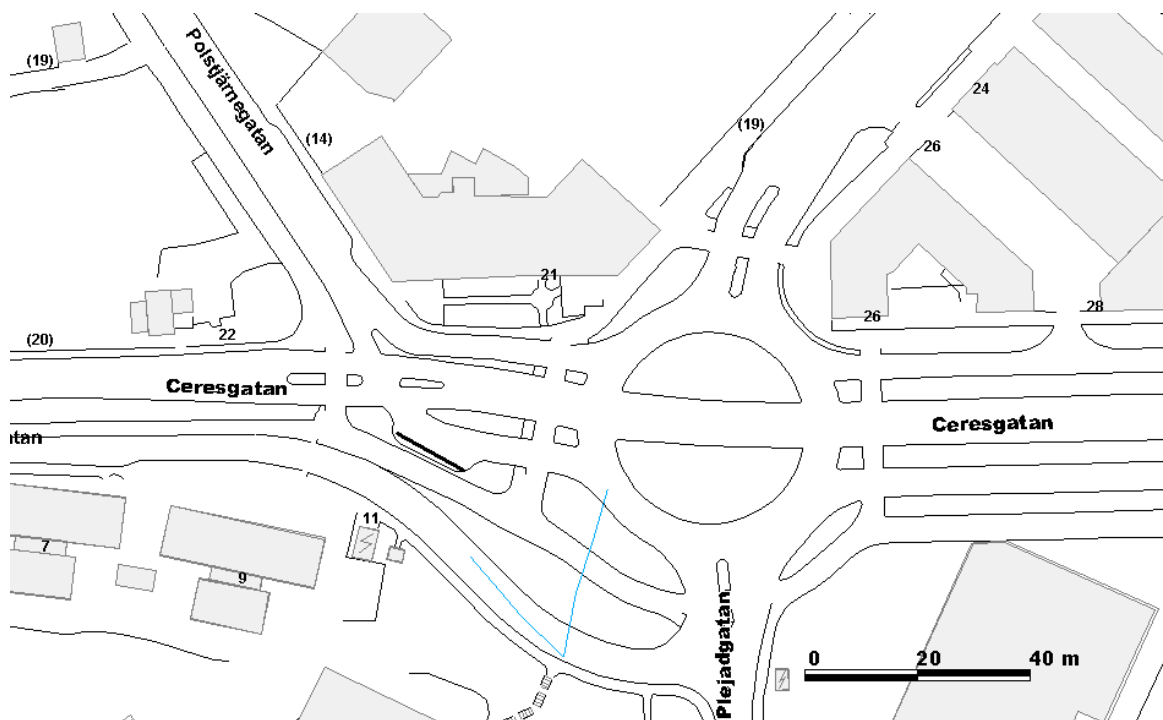 Polstjärnegatan
(19)
24
(14)
(19)
26
21
22
26
28
(20)
Ceresgatan
Ceresgatan
atan
11
7
9
Plejadgatan
0 20 40 m